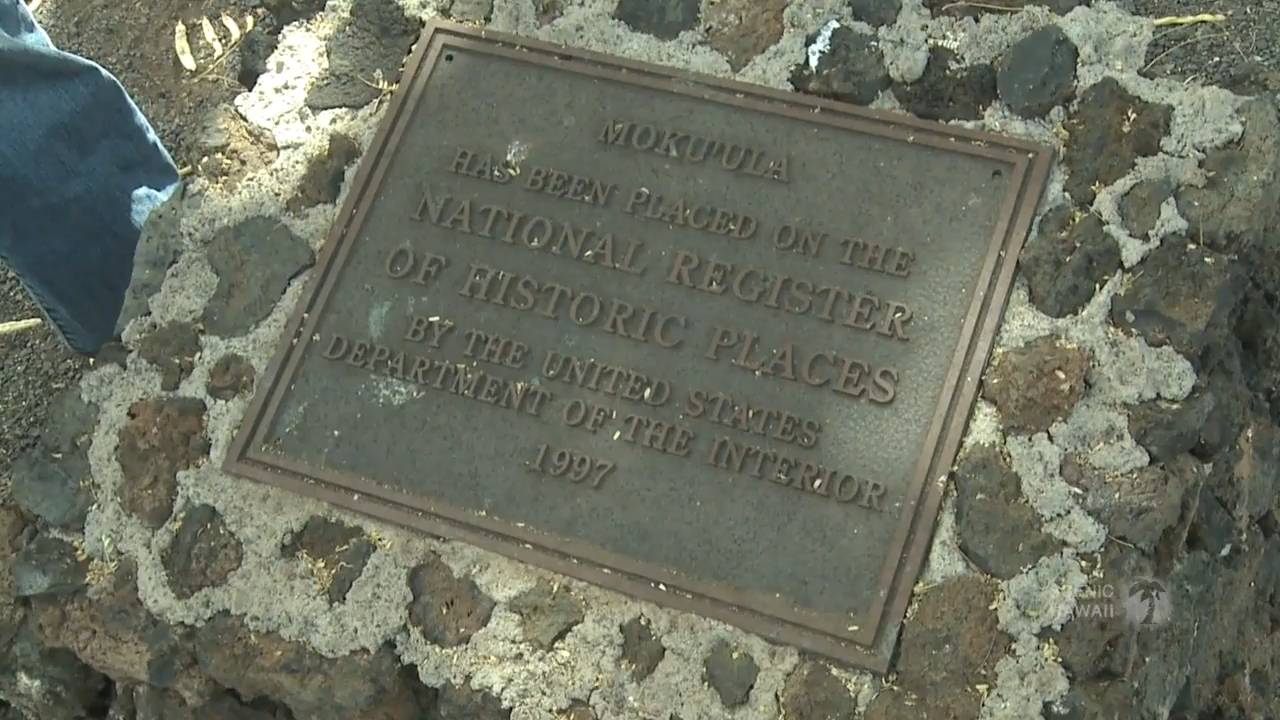 MOKU'ULA
HAS BEEN PLACED ON THE
NATIONAL REGISTER
OF HISTORIC PLACES
BY THE UNITED STATES
DEPARTMENT OF THE INTERIOR
1997
HAWAII